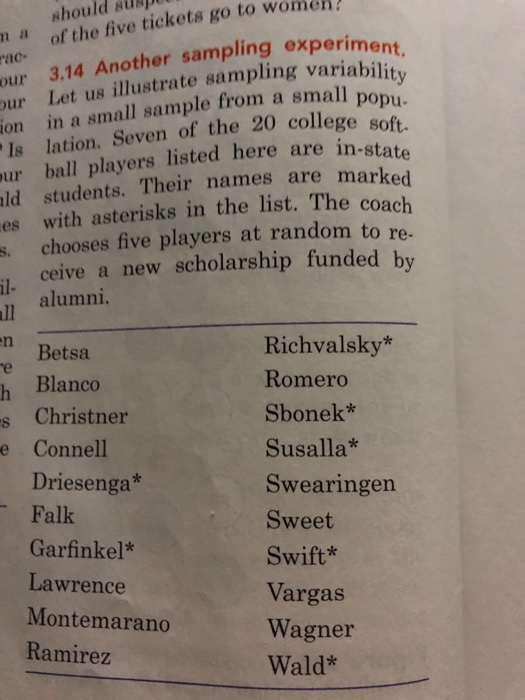 should
of the five tickets go to women?
3.14 Another sampling experiment.
Let us illustrate sampling variability
in a small sample from a small popu-
lation. Seven of the 20 college soft-
ball players listed here are in-state
students. Their names are marked
with asterisks in the list. The coach
chooses five players at random to re-
ceive a new scholarship funded by
alumni.
Betsa
Blanco
Christner
Connell
Driesenga*
Falk
Garfinkel*
Lawrence
Montemarano
Ramirez
Richvalsky*
Romero
Sbonek*
Susalla*
Swearingen
Sweet
Swift*
Vargas
Wagner
Wald*